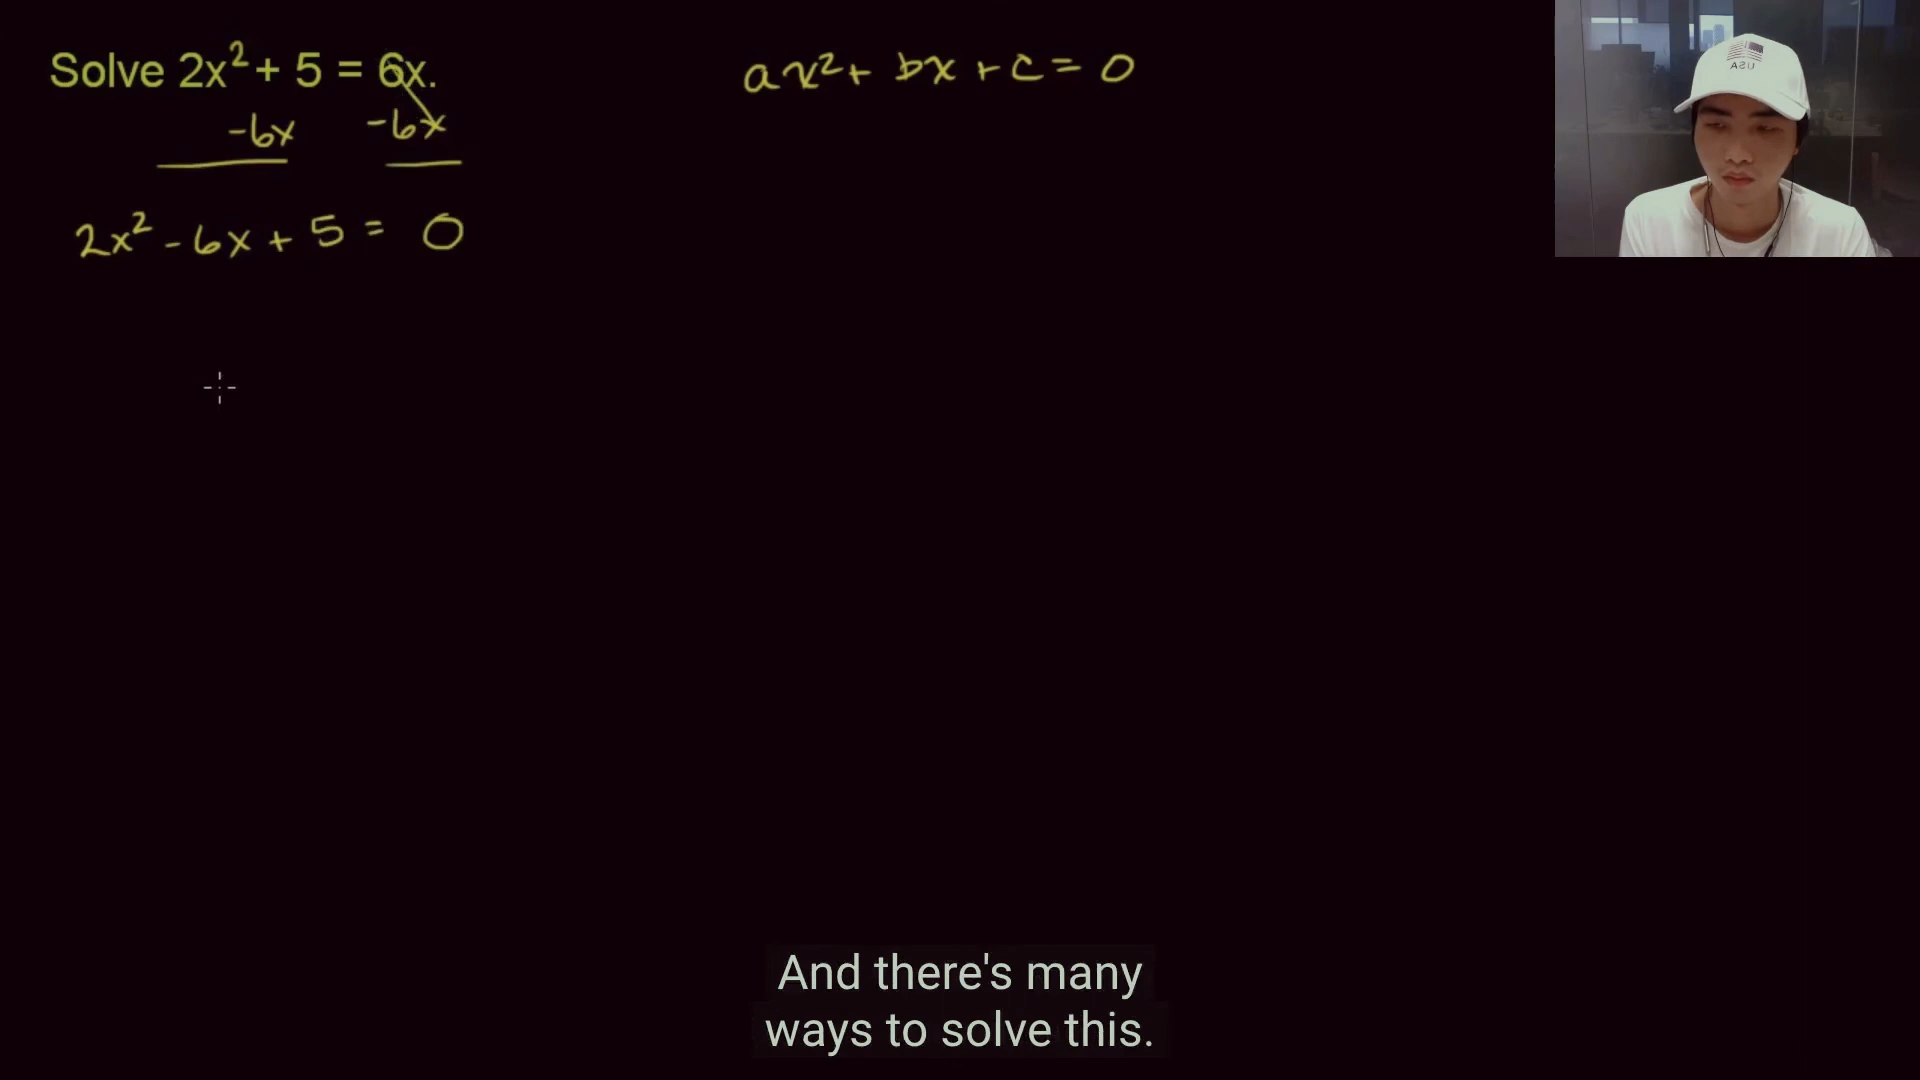 Solve 2x² + 5 = 6x.
-6x -6x
2x² - 6x + 5 = 0
ax² + bx + c = 0
USA
And there's many
ways to solve this.